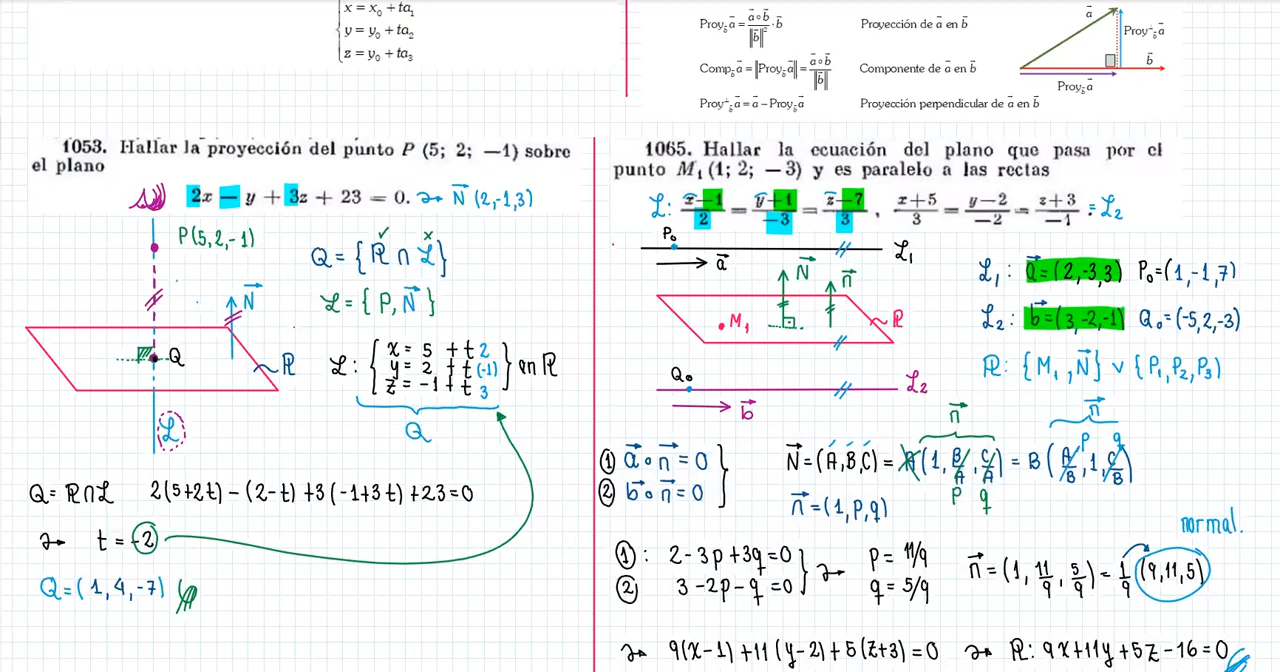 x = x₀ + ta₁
y = y₀ + ta₂
z = y₀ + ta₃
Proy_b⃗ a⃗ = (a⃗ ∘ b⃗ / ‖b⃗‖²) · b⃗ Proyección de a⃗ en b⃗
Comp_b⃗ a⃗ = ‖Proy_b⃗ a⃗‖ = a⃗ ∘ b⃗ / ‖b⃗‖ Componente de a⃗ en b⃗
Proy⊥_b⃗ a⃗ = a⃗ − Proy_b⃗ a⃗ Proyección perpendicular de a⃗ en b⃗
a⃗
Proy⊥_b⃗ a⃗
b⃗
Proy_b⃗ a⃗
1053. Hallar la proyección del punto P (5; 2; −1) sobre
el plano
2x − y + 3z + 23 = 0. N⃗ (2,-1,3)
P(5,2,-1)
Q = {ℝ ∩ ℒ}
ℒ = {P, N⃗}
N⃗
Q
ℝ
ℒ: { x = 5 + t2
y = 2 + t(-1)
z = -1 + t 3 } en ℝ
Q
ℒ
Q = ℝ∩ℒ 2(5+2t) − (2−t) + 3(-1+3t) + 23 = 0
t = -2
Q = (1, 4, -7)
1065. Hallar la ecuación del plano que pasa por el
punto M₁ (1; 2; − 3) y es paralelo a las rectas
ℒ: (x−1)/2 = (y+1)/−3 = (z−7)/3 , (x+5)/3 = (y−2)/−2 = (z+3)/−1 : ℒ₂
P₀
ℒ₁
a⃗
N⃗
n⃗
M₁
ℝ
Q₀
ℒ₂
b⃗
ℒ₁: a⃗ = (2,-3,3) P₀ = (1,-1,7)
ℒ₂: b⃗ = (3,-2,-1) Q₀ = (-5,2,-3)
ℝ: {M₁, N⃗} ∨ {P₁, P₂, P₃}
n⃗
n⃗
① a⃗ ∘ n⃗ = 0
② b⃗ ∘ n⃗ = 0
N⃗ = (A,B,C) = A(1, B/A, C/A) = B(A/B, 1, C/B)
p q
p q
n⃗ = (1, p, q)
normal.
①: 2 − 3p + 3q = 0
② 3 − 2p − q = 0
p = 11/9
q = 5/9
n⃗ = (1, 11/9, 5/9) = 1/9 (9,11,5)
9(x−1) + 11(y−2) + 5(z+3) = 0 ℝ: 9x+11y+5z−16 = 0